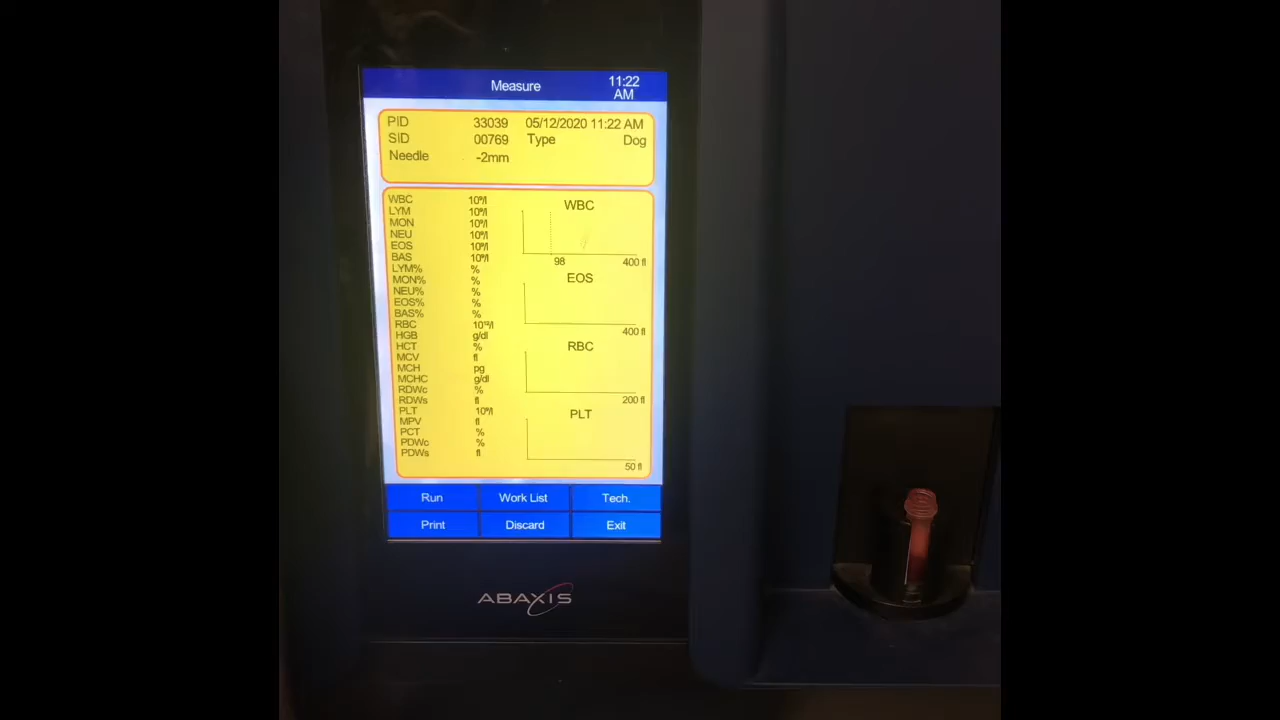 Measure 11:22 AM
PID 33039 05/12/2020 11:22 AM
SID 00769 Type Dog
Needle -2mm
WBC 10⁹/l
LYM 10⁹/l
MON 10⁹/l
NEU 10⁹/l
EOS 10⁹/l
BAS 10⁹/l
LYM% %
MON% %
NEU% %
EOS% %
BAS% %
RBC 10¹²/l
HGB g/dl
HCT %
MCV fl
MCH pg
MCHC g/dl
RDWc %
RDWs fl
PLT 10⁹/l
MPV fl
PCT %
PDWc %
PDWs fl
WBC
98 400 fl
EOS
400 fl
RBC
200 fl
PLT
50 fl
Run Work List Tech.
Print Discard Exit
ABAXIS